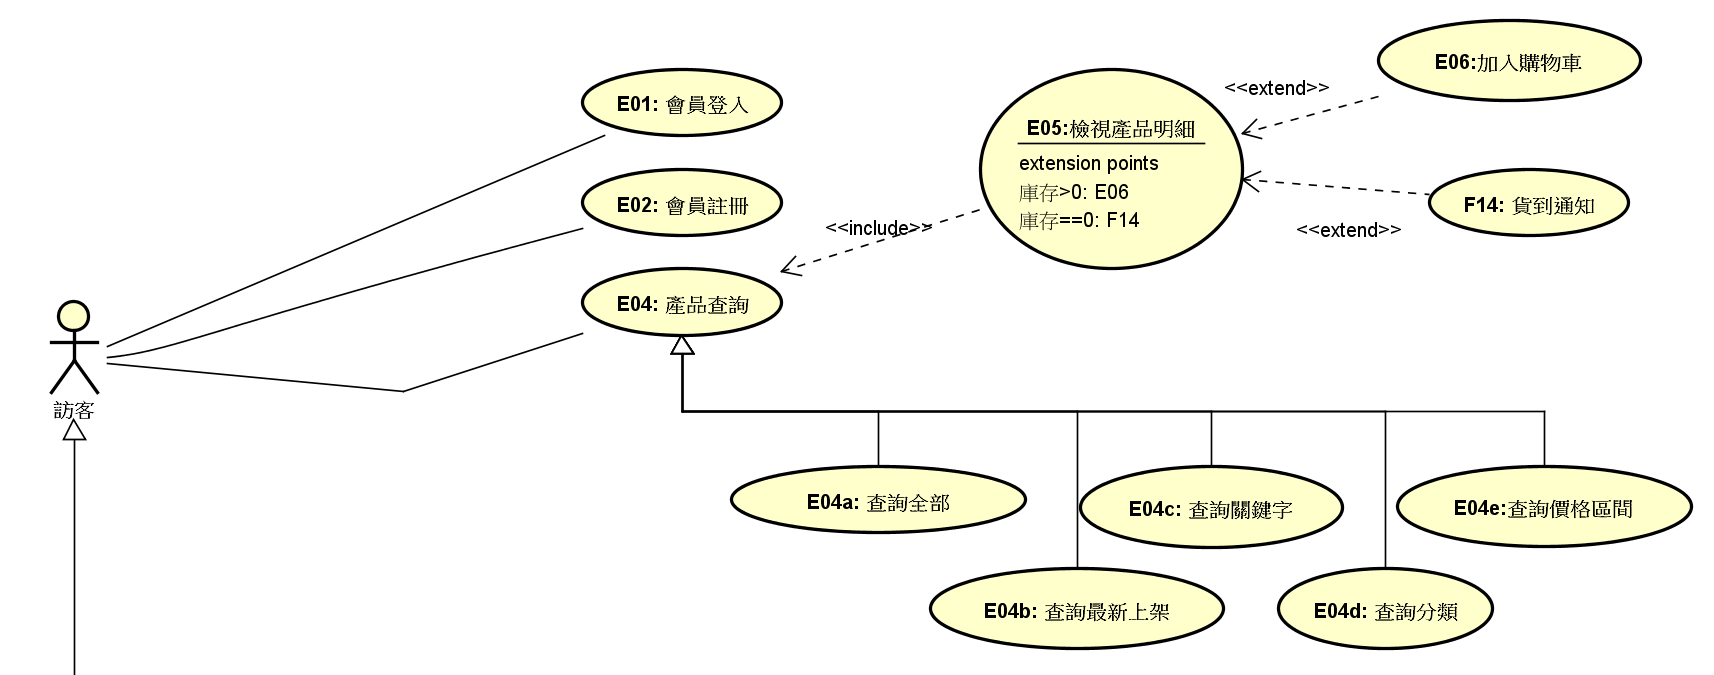 E06:加入購物車
E01: 會員登入
<<extend>>
E05:檢視產品明細
extension points
庫存>0: E06
庫存==0: F14
E02: 會員註冊
F14: 貨到通知
<<include>>
<<extend>>
E04: 產品查詢
訪客
E04a: 查詢全部
E04c: 查詢關鍵字
E04e:查詢價格區間
E04b: 查詢最新上架
E04d: 查詢分類